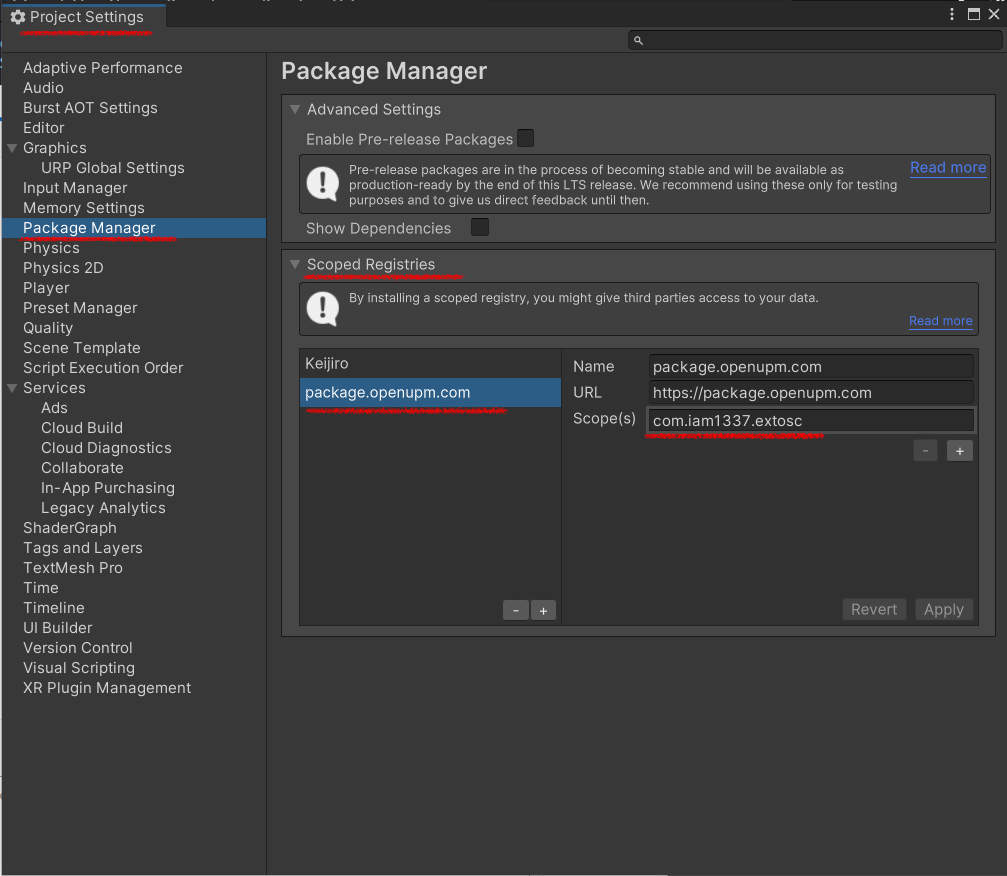 Project Settings
Adaptive Performance
Audio
Burst AOT Settings
Editor
Graphics
URP Global Settings
Input Manager
Memory Settings
Package Manager
Physics
Physics 2D
Player
Preset Manager
Quality
Scene Template
Script Execution Order
Services
Ads
Cloud Build
Cloud Diagnostics
Collaborate
In-App Purchasing
Legacy Analytics
ShaderGraph
Tags and Layers
TextMesh Pro
Time
Timeline
UI Builder
Version Control
Visual Scripting
XR Plugin Management
Package Manager
Advanced Settings
Enable Pre-release Packages
Pre-release packages are in the process of becoming stable and will be available as
production-ready by the end of this LTS release. We recommend using these only for testing
purposes and to give us direct feedback until then.
Read more
Show Dependencies
Scoped Registries
By installing a scoped registry, you might give third parties access to your data.
Read more
Keijiro
package.openupm.com
Name package.openupm.com
URL https://package.openupm.com
Scope(s) com.iam1337.extosc
- +
- +
Revert Apply